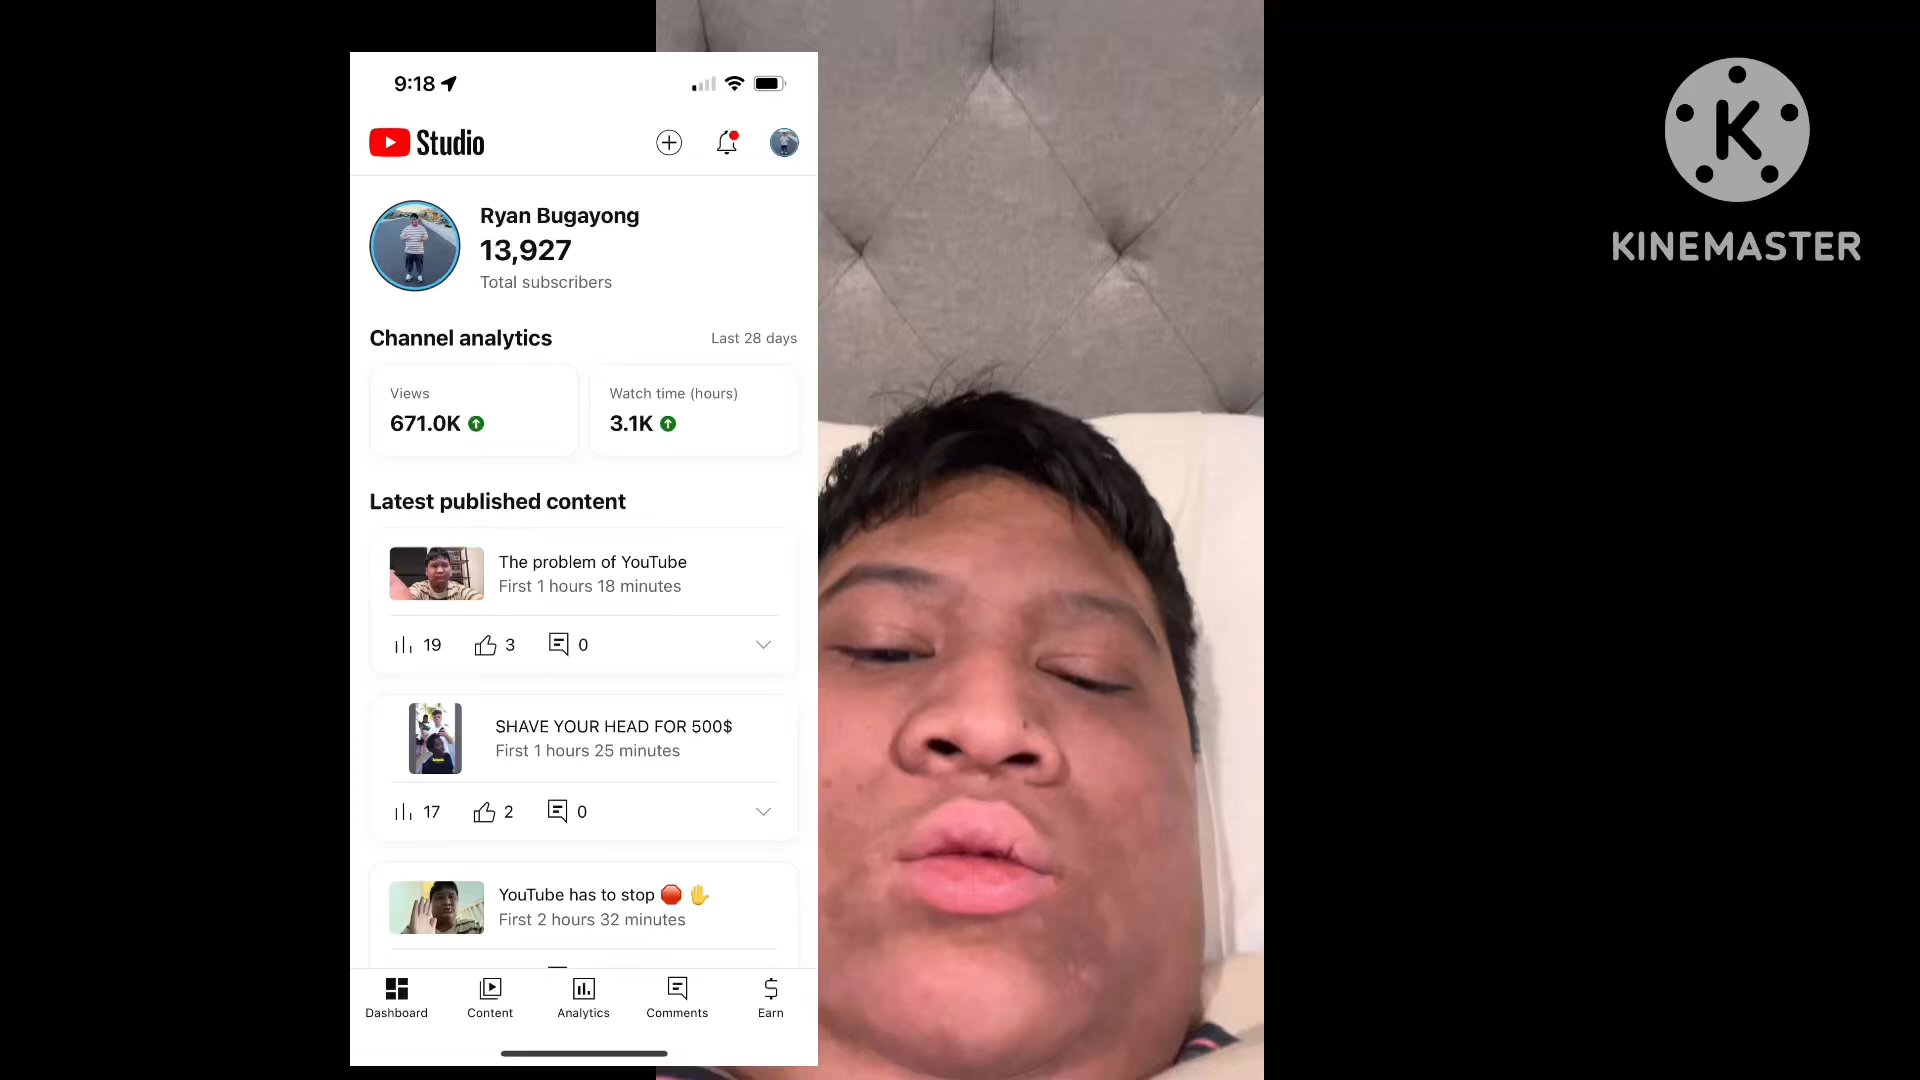 9:18
Studio
Ryan Bugayong
13,927
Total subscribers
Channel analytics
Last 28 days
Views
671.0K
Watch time (hours)
3.1K
Latest published content
The problem of YouTube
First 1 hours 18 minutes
19
3
0
SHAVE YOUR HEAD FOR 500$
First 1 hours 25 minutes
17
2
0
YouTube has to stop 🛑 ✋
First 2 hours 32 minutes
Dashboard
Content
Analytics
Comments
Earn
K
KINEMASTER